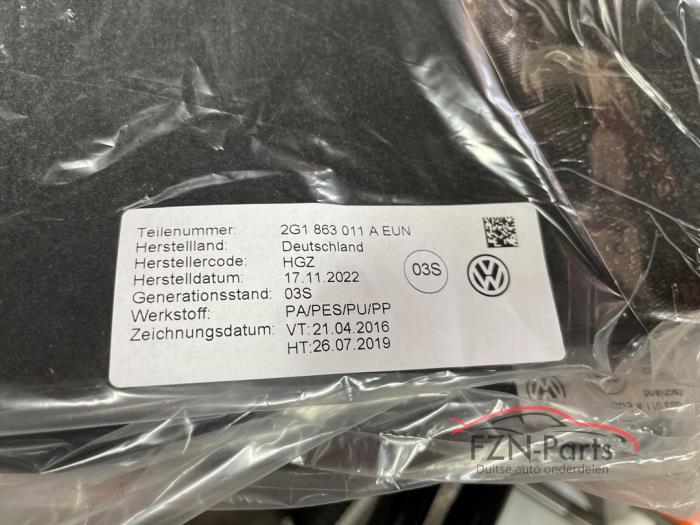 Teilenummer: 2G1 863 011 A EUN
Herstellland: Deutschland
Herstellercode: HGZ
Herstelldatum: 17.11.2022
Generationsstand: 03S
Werkstoff: PA/PES/PU/PP
Zeichnungsdatum: VT:21.04.2016
HT:26.07.2019
03S
FZN-Parts
Duitse auto onderdelen